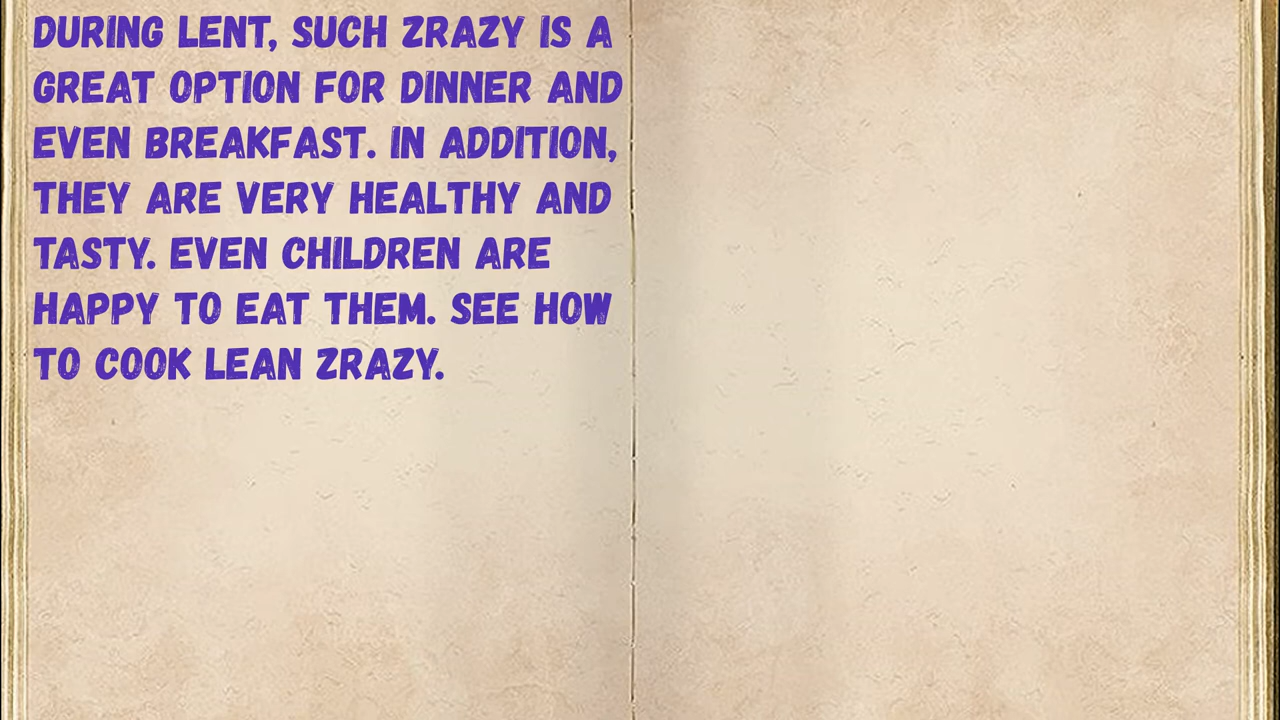 DURING LENT, SUCH ZRAZY IS A
GREAT OPTION FOR DINNER AND
EVEN BREAKFAST. IN ADDITION,
THEY ARE VERY HEALTHY AND
TASTY. EVEN CHILDREN ARE
HAPPY TO EAT THEM. SEE HOW
TO COOK LEAN ZRAZY.